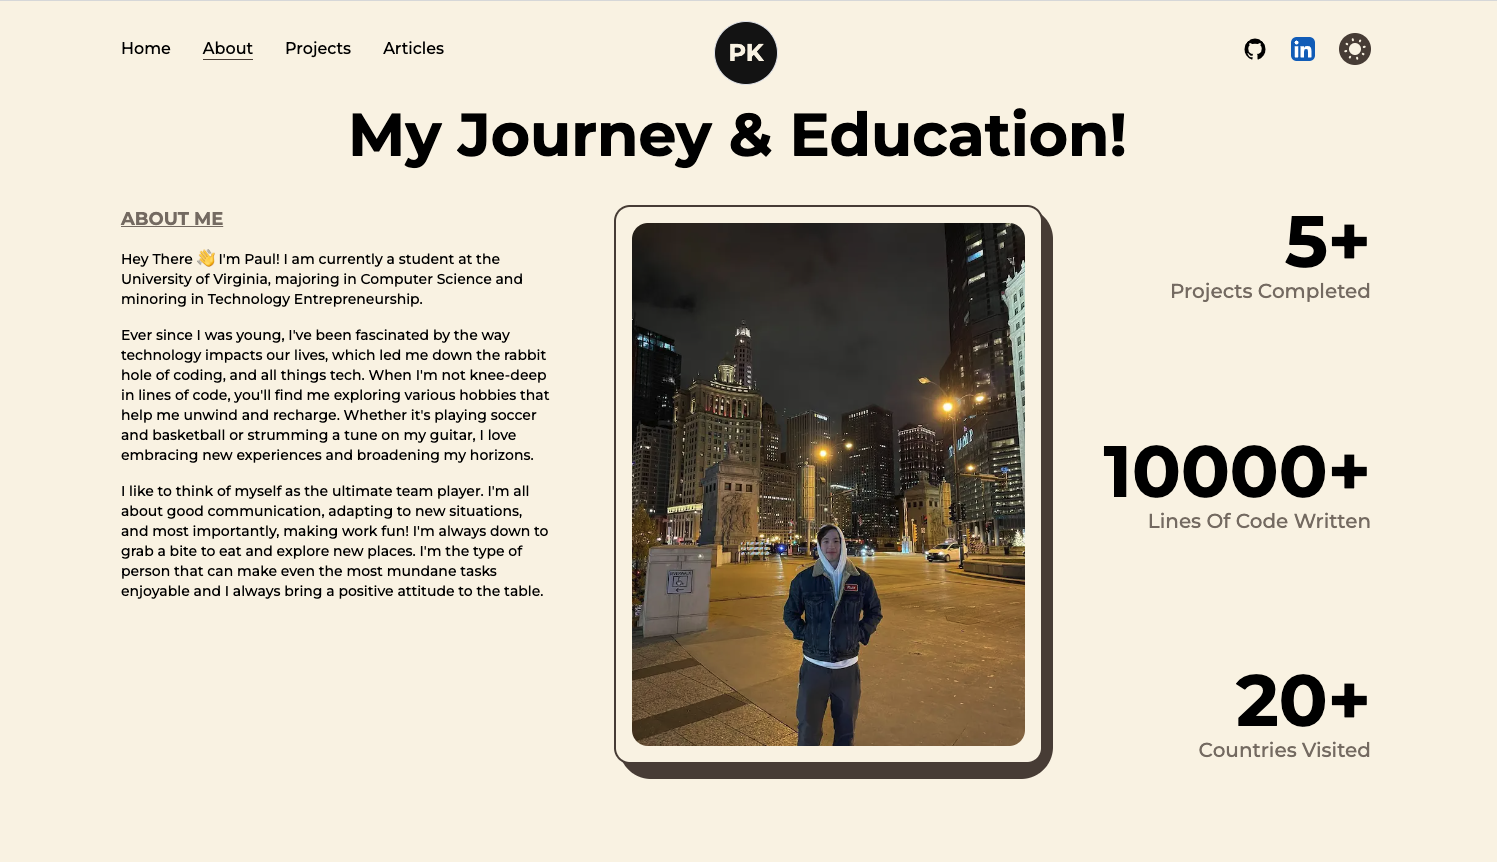 Home About Projects Articles
PK
My Journey & Education!
ABOUT ME
Hey There 👋 I'm Paul! I am currently a student at the
University of Virginia, majoring in Computer Science and
minoring in Technology Entrepreneurship.
Ever since I was young, I've been fascinated by the way
technology impacts our lives, which led me down the rabbit
hole of coding, and all things tech. When I'm not knee-deep
in lines of code, you'll find me exploring various hobbies that
help me unwind and recharge. Whether it's playing soccer
and basketball or strumming a tune on my guitar, I love
embracing new experiences and broadening my horizons.
I like to think of myself as the ultimate team player. I'm all
about good communication, adapting to new situations,
and most importantly, making work fun! I'm always down to
grab a bite to eat and explore new places. I'm the type of
person that can make even the most mundane tasks
enjoyable and I always bring a positive attitude to the table.
5+
Projects Completed
10000+
Lines Of Code Written
20+
Countries Visited